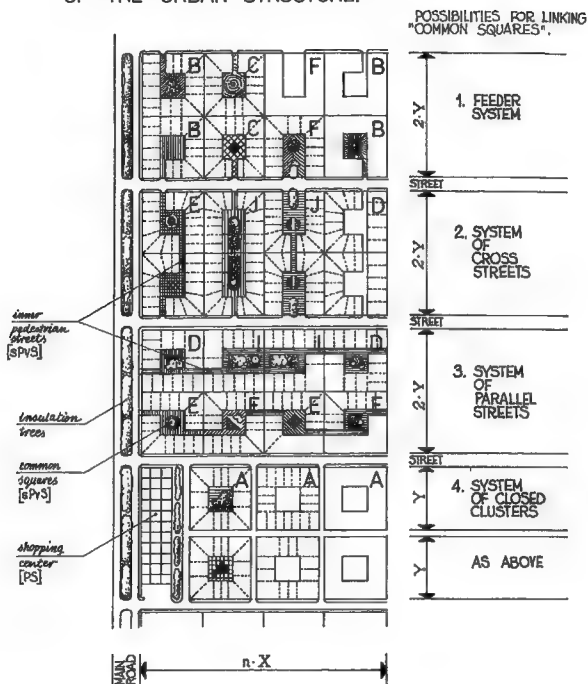 OF THE URBAN STRUCTURE.
POSSIBILITIES FOR LINKING
"COMMON SQUARES".
B C F B
B C F B
2·Y
1. FEEDER
SYSTEM
STREET
E I J D
2·Y
2. SYSTEM
OF
CROSS
STREETS
STREET
inner
pedestrian
streets
[sPvS]
D I I D
E F E F
2·Y
3. SYSTEM
OF
PARALLEL
STREETS
insulation
trees
common
squares
[sPvS]
STREET
A A A
Y
4. SYSTEM
OF CLOSED
CLUSTERS
shopping
center
[PS]
Y
AS ABOVE
MAIN
ROAD
n·X